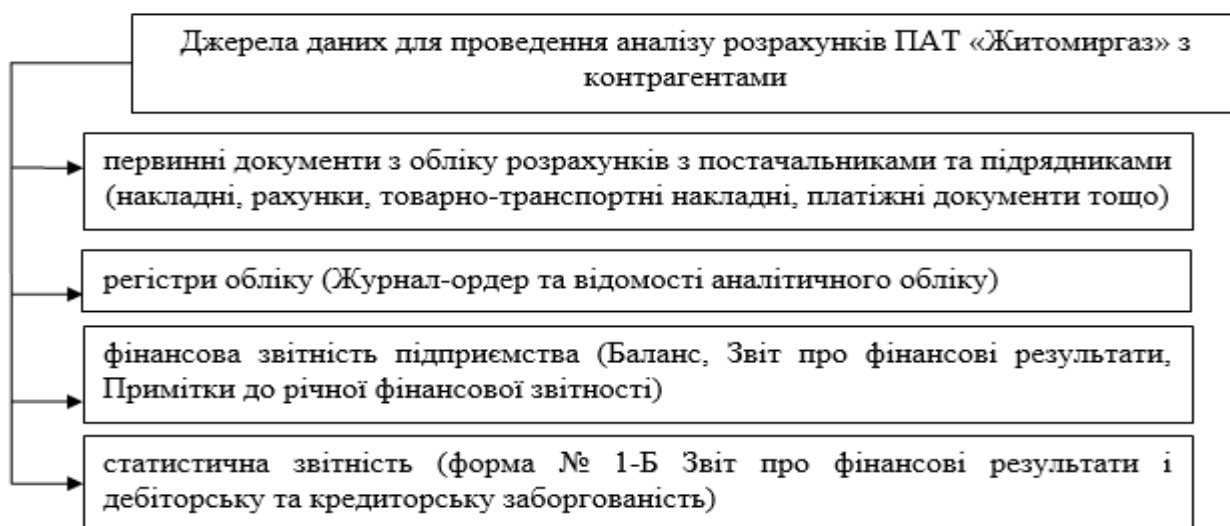 Джерела даних для проведення аналізу розрахунків ПАТ «Житомиргаз» з
контрагентами
первинні документи з обліку розрахунків з постачальниками та підрядниками
(накладні, рахунки, товарно-транспортні накладні, платіжні документи тощо)
регістри обліку (Журнал-ордер та відомості аналітичного обліку)
фінансова звітність підприємства (Баланс, Звіт про фінансові результати,
Примітки до річної фінансової звітності)
статистична звітність (форма № 1-Б Звіт про фінансові результати і
дебіторську та кредиторську заборгованість)